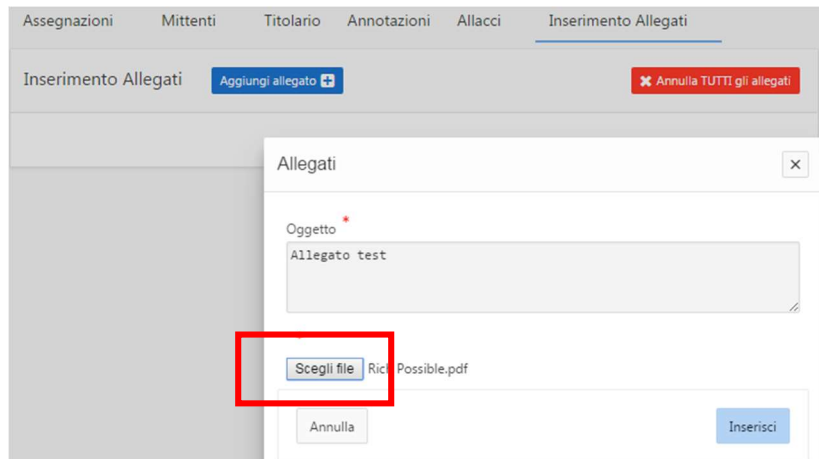 Assegnazioni Mittenti Titolario Annotazioni Allacci Inserimento Allegati
Inserimento Allegati Aggiungi allegato Annulla TUTTI gli allegati
Allegati
Oggetto *
Allegato test
Scegli file Possible.pdf
Annulla Inserisci